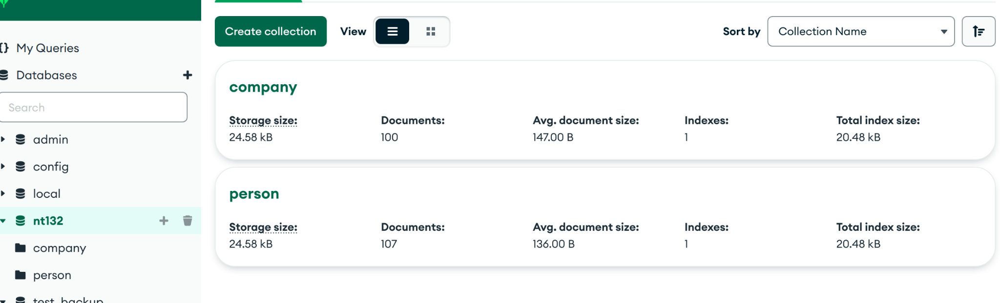 My Queries
Databases
Search
admin
config
local
nt132
company
person
test_backup
Create collection View Sort by Collection Name
company
Storage size: Documents: Avg. document size: Indexes: Total index size:
24.58 kB 100 147.00 B 1 20.48 kB
person
Storage size: Documents: Avg. document size: Indexes: Total index size:
24.58 kB 107 136.00 B 1 20.48 kB